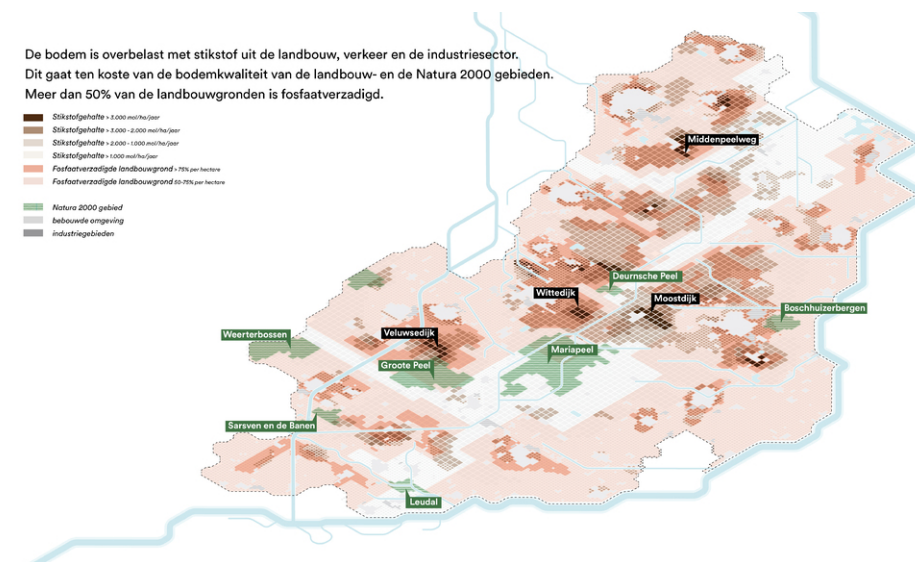 De bodem is overbelast met stikstof uit de landbouw, verkeer en de industriesector.
Dit gaat ten koste van de bodemkwaliteit van de landbouw- en de Natura 2000 gebieden.
Meer dan 50% van de landbouwgronden is fosfaatverzadigd.
Stikstofgehalte > 3.000 mol/ha/jaar
Stikstofgehalte > 3.000 - 2.000 mol/ha/jaar
Stikstofgehalte > 2.000 - 1.000 mol/ha/jaar
Stikstofgehalte > 1.000 mol/ha/jaar
Fosfaatverzadigde landbouwgrond > 75% per hectare
Fosfaatverzadigde landbouwgrond 50-75% per hectare
Natura 2000 gebied
bebouwde omgeving
industriegebieden
Middenpeelweg
Deurnsche Peel
Wittedijk
Moostdijk
Boschhuizerbergen
Weerterbossen
Veluwsedijk
Mariapeel
Groote Peel
Sarsven en de Banen
Leudal